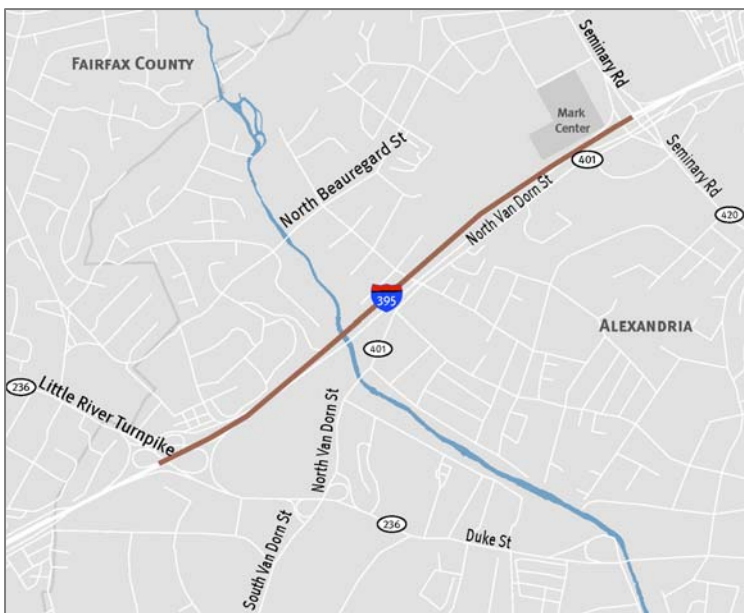 FAIRFAX COUNTY
Seminary Rd
Mark
Center
401
North Beauregard St
North Van Dorn St
Seminary Rd
420
395
ALEXANDRIA
401
236
Little River Turnpike
North Van Dorn St
236
Duke St
South Van Dorn St